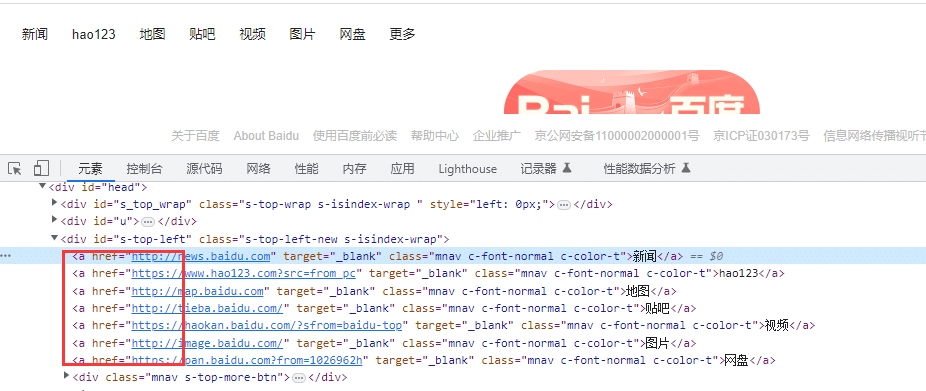 新闻 hao123 地图 贴吧 视频 图片 网盘 更多
Bai 百度
关于百度 About Baidu 使用百度前必读 帮助中心 企业推广 京公网安备11000002000001号 京ICP证030173号 信息网络传播视听节
元素 控制台 源代码 网络 性能 内存 应用 Lighthouse 记录器 性能数据分析
<div id="head">
<div id="s_top_wrap" class="s-top-wrap s-isindex-wrap " style="left: 0px;">…</div>
<div id="u">…</div>
<div id="s-top-left" class="s-top-left-new s-isindex-wrap">
… <a href="http://news.baidu.com" target="_blank" class="mnav c-font-normal c-color-t">新闻</a> == $0
<a href="https://www.hao123.com?src=from_pc" target="_blank" class="mnav c-font-normal c-color-t">hao123</a>
<a href="http://map.baidu.com" target="_blank" class="mnav c-font-normal c-color-t">地图</a>
<a href="http://tieba.baidu.com/" target="_blank" class="mnav c-font-normal c-color-t">贴吧</a>
<a href="https://haokan.baidu.com/?sfrom=baidu-top" target="_blank" class="mnav c-font-normal c-color-t">视频</a>
<a href="http://image.baidu.com/" target="_blank" class="mnav c-font-normal c-color-t">图片</a>
<a href="https://pan.baidu.com?from=1026962h" target="_blank" class="mnav c-font-normal c-color-t">网盘</a>
<div class="mnav s-top-more-btn">…</div>